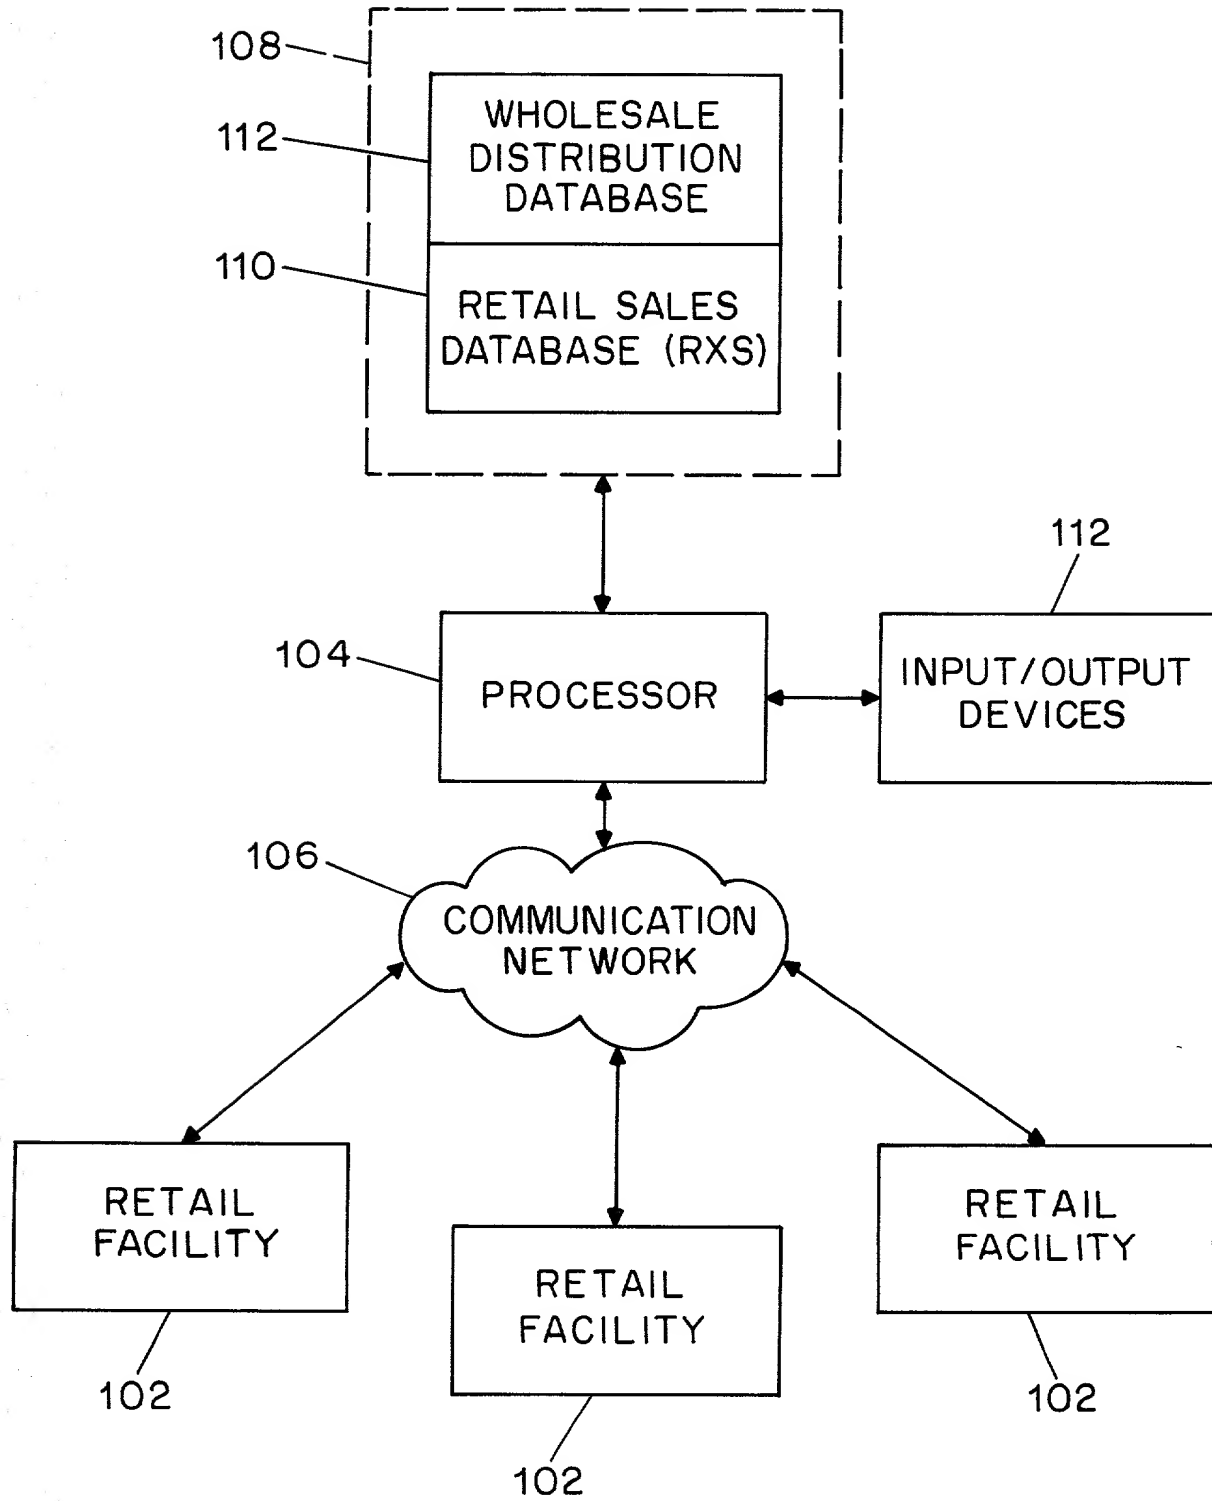 108
WHOLESALE
112
DISTRIBUTION
DATABASE
110
RETAIL SALES
DATABASE (RXS)
112
104
PROCESSOR
INPUT/OUTPUT
DEVICES
106
COMMUNICATION
NETWORK
RETAIL
FACILITY
RETAIL
FACILITY
RETAIL
FACILITY
102
102
102